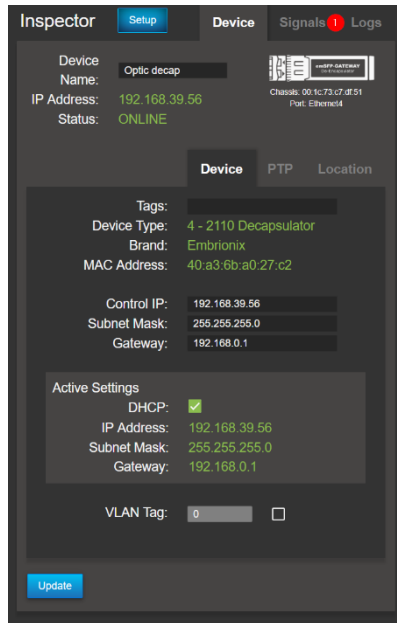 Inspector Setup Device Signals 1 Logs
Device Name: Optic decap
emSFP-GATEWAY
IP Address: 192.168.39.56
Chassis: 00:1c:73:c7:df:51
Status: ONLINE
Port: Ethernet4
Device PTP Location
Tags:
Device Type: 4 - 2110 Decapsulator
Brand: Embrionix
MAC Address: 40:a3:6b:a0:27:c2
Control IP: 192.168.39.56
Subnet Mask: 255.255.255.0
Gateway: 192.168.0.1
Active Settings
DHCP:
IP Address: 192.168.39.56
Subnet Mask: 255.255.255.0
Gateway: 192.168.0.1
VLAN Tag: 0
Update